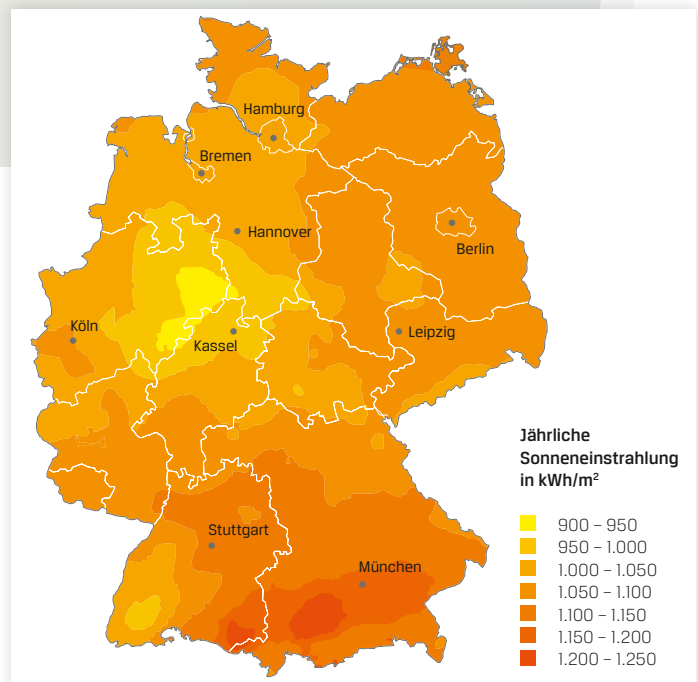 Hamburg
Bremen
Hannover
Berlin
Köln
Kassel
Leipzig
Stuttgart
München
Jährliche
Sonneneinstrahlung
in kWh/m²
900 – 950
950 – 1.000
1.000 – 1.050
1.050 – 1.100
1.100 – 1.150
1.150 – 1.200
1.200 – 1.250